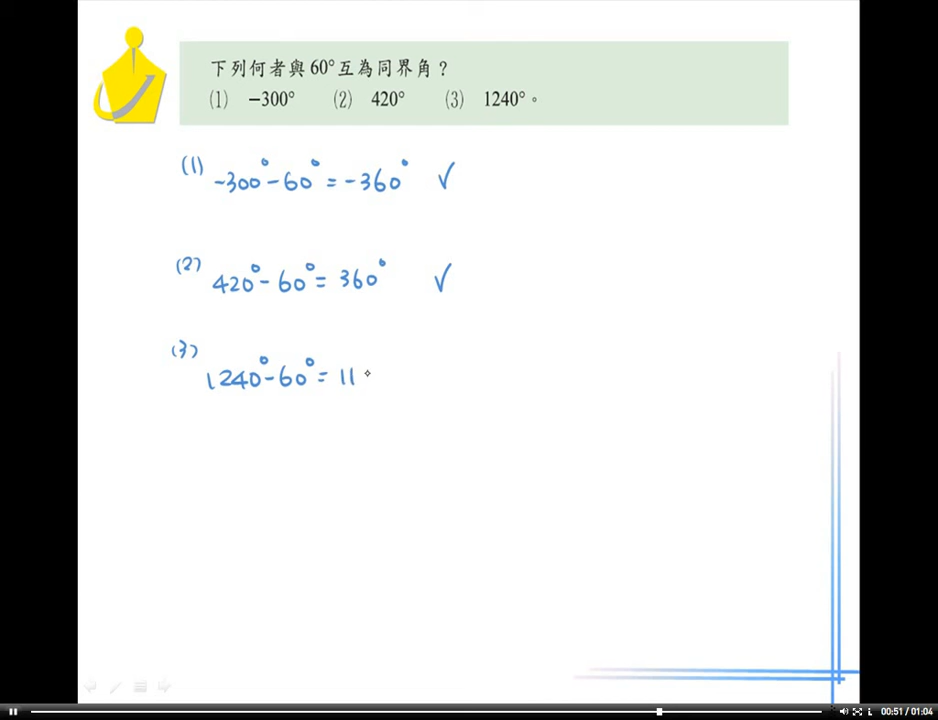 下列何者與60°互為同界角？
(1) −300° (2) 420° (3) 1240°。
(1) -300°-60°=-360° ✓
(2) 420°-60°=360° ✓
(3) 1240°-60°=11
00:51 / 01:04